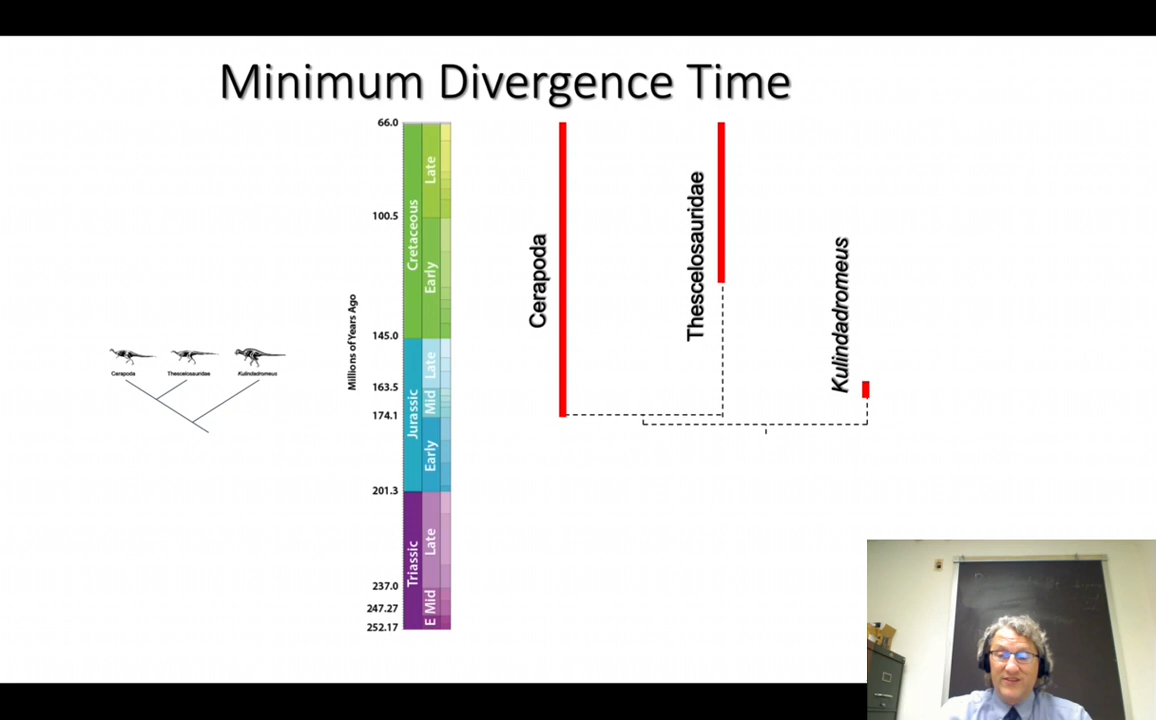 Minimum Divergence Time
Cerapoda
Thescelosauridae
Kulindadromeus
Millions of Years Ago
66.0
100.5
145.0
163.5
174.1
201.3
237.0
247.27
252.17
Cretaceous
Jurassic
Triassic
Late
Early
Late
Mid
Early
Late
Mid
E
Cerapoda
Thescelosauridae
Kulindadromeus